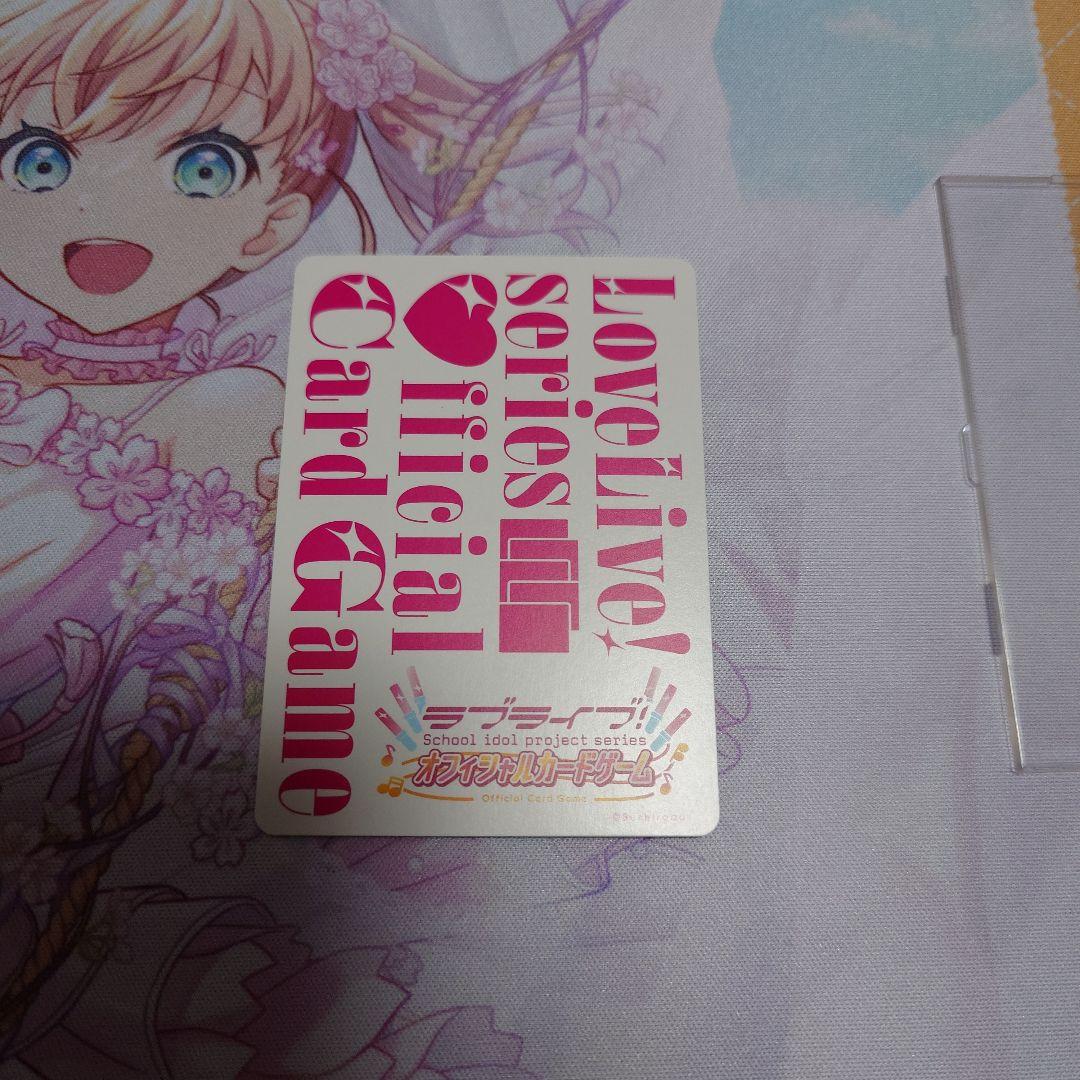 LoveLive!
series
official
Card Game
ラブライブ!
School idol project series
オフィシャルカードゲーム
Official Card Game
©Bushiroad